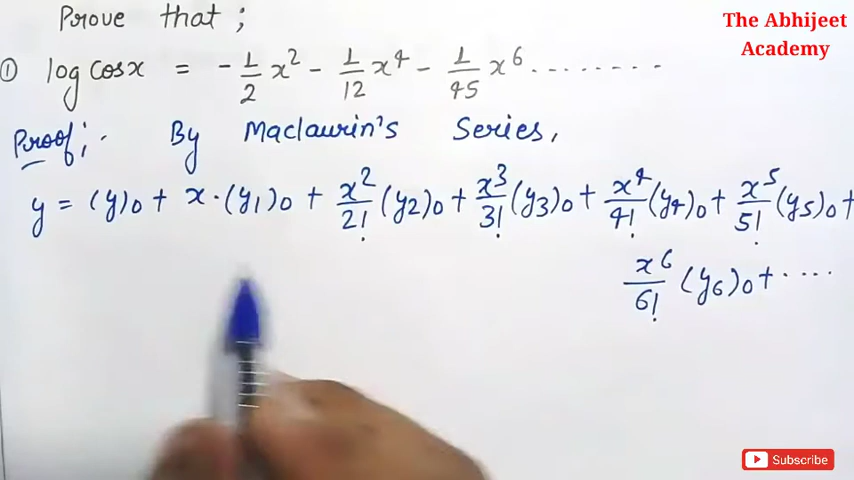 Prove that ;
① log cosx = -1/2 x² - 1/12 x⁴ - 1/45 x⁶ ........
Proof ; - By Maclaurin's Series,
y = (y)₀ + x·(y₁)₀ + x²/2! (y₂)₀ + x³/3! (y₃)₀ + x⁴/4! (y₄)₀ + x⁵/5! (y₅)₀ +
x⁶/6! (y₆)₀ + ....
The Abhijeet
Academy
Subscribe